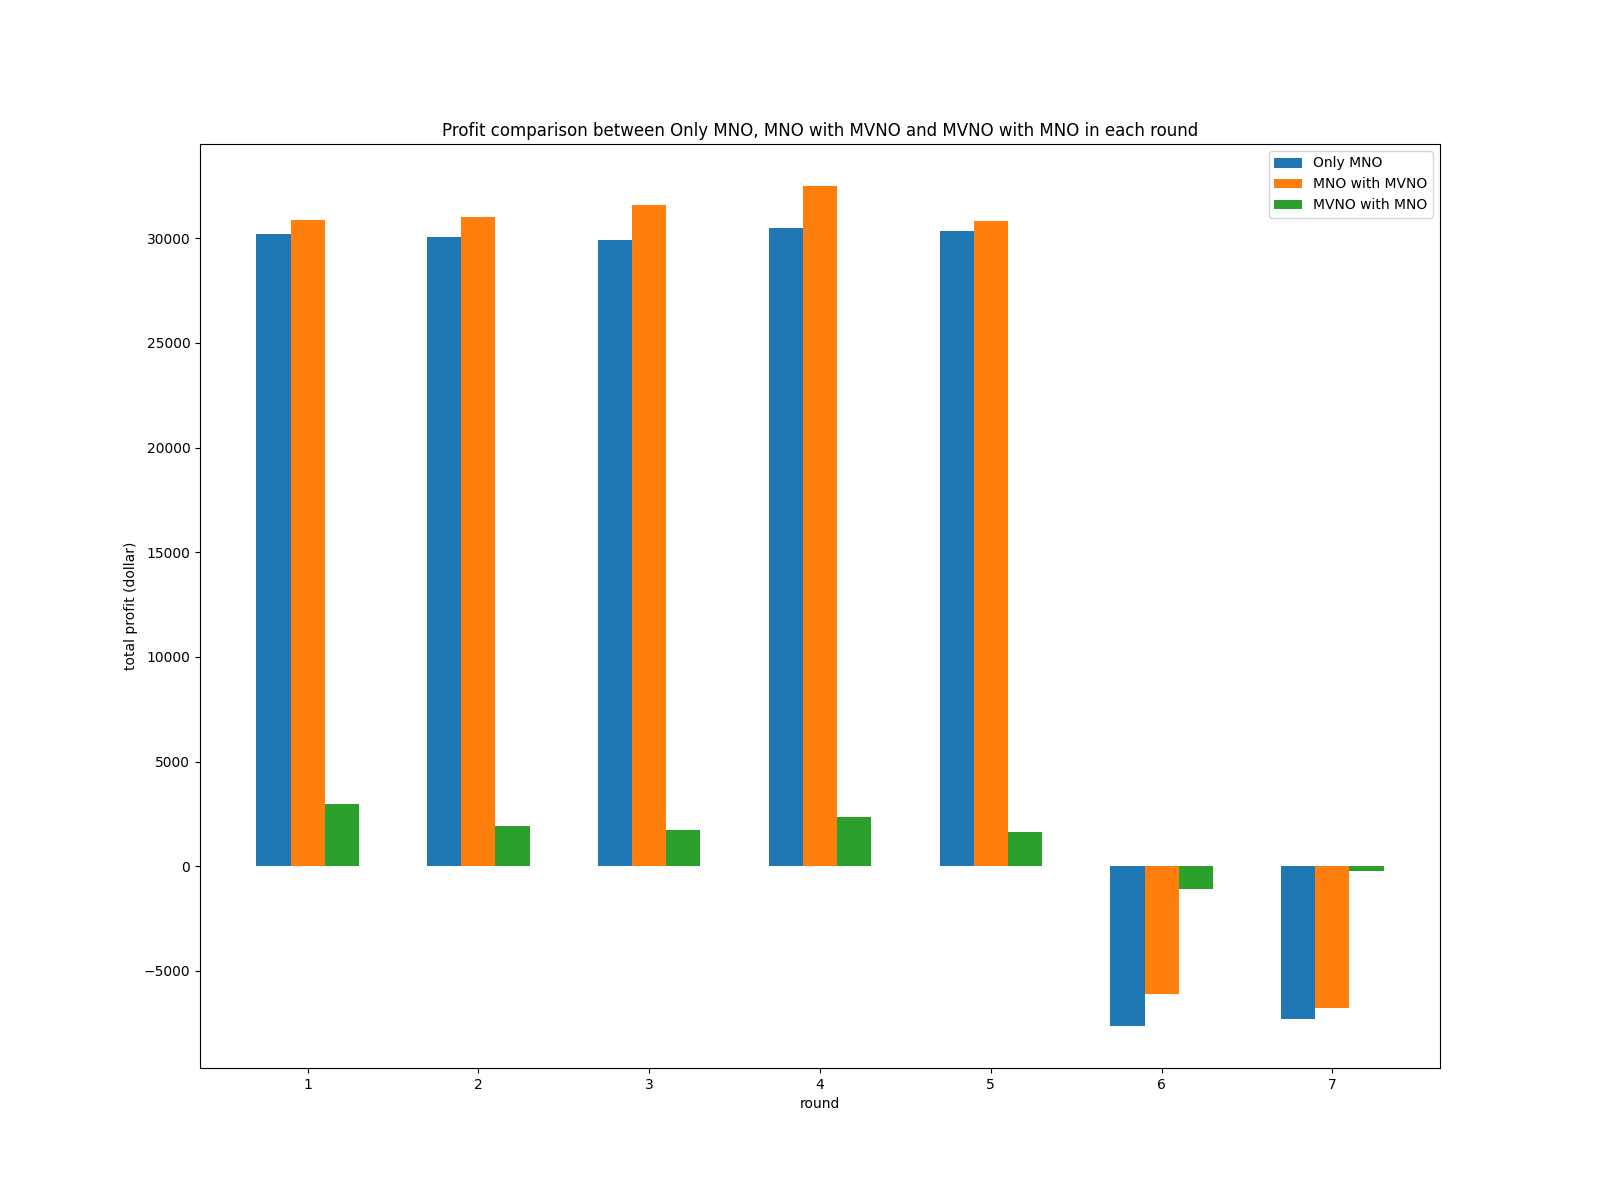 Profit comparison between Only MNO, MNO with MVNO and MVNO with MNO in each round
Only MNO
MNO with MVNO
MVNO with MNO
total profit (dollar)
30000
25000
20000
15000
10000
5000
0
−5000
1 2 3 4 5 6 7
round